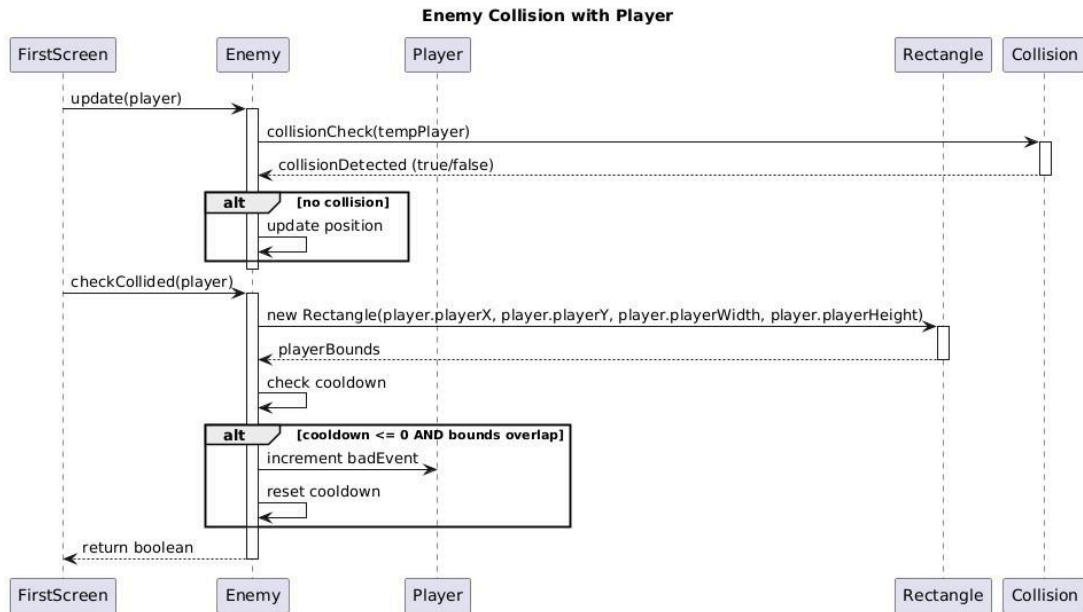 Enemy Collision with Player
FirstScreen Enemy Player Rectangle Collision
update(player)
collisionCheck(tempPlayer)
collisionDetected (true/false)
alt [no collision]
update position
checkCollided(player)
new Rectangle(player.playerX, player.playerY, player.playerWidth, player.playerHeight)
playerBounds
check cooldown
alt [cooldown <= 0 AND bounds overlap]
increment badEvent
reset cooldown
return boolean
FirstScreen Enemy Player Rectangle Collision